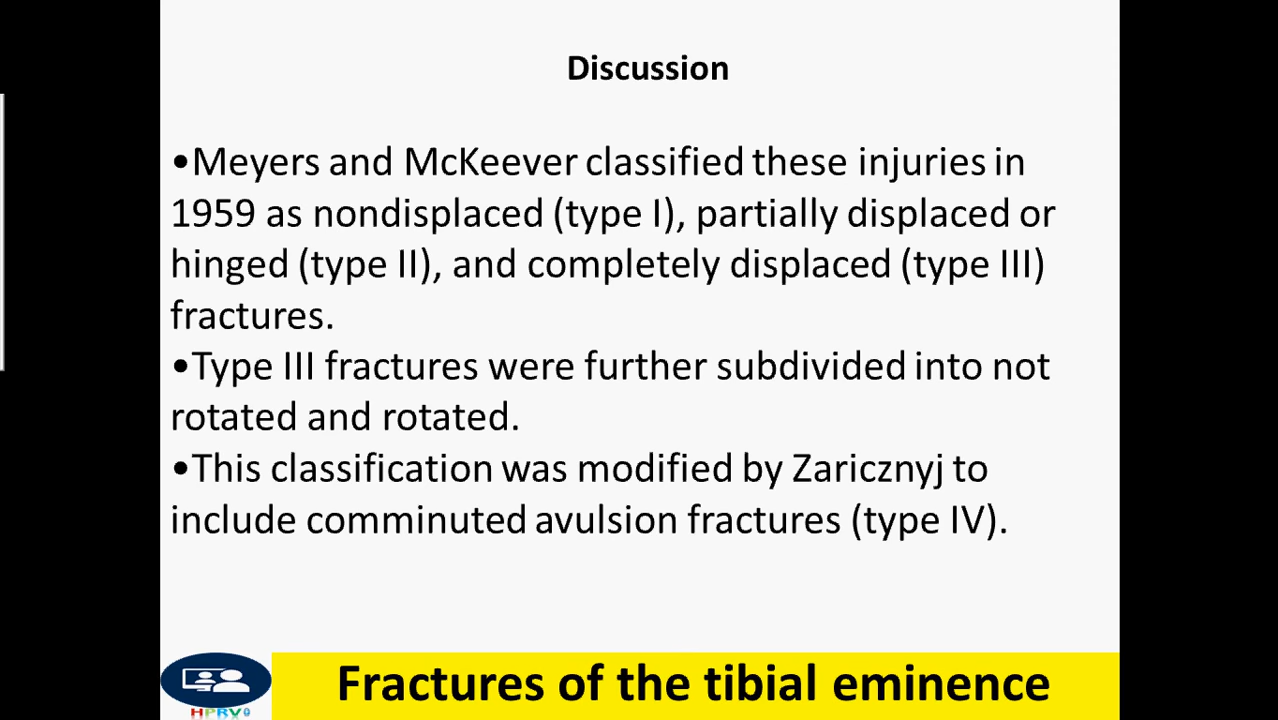 Discussion
•Meyers and McKeever classified these injuries in
1959 as nondisplaced (type I), partially displaced or
hinged (type II), and completely displaced (type III)
fractures.
•Type III fractures were further subdivided into not
rotated and rotated.
•This classification was modified by Zaricznyj to
include comminuted avulsion fractures (type IV).
Fractures of the tibial eminence